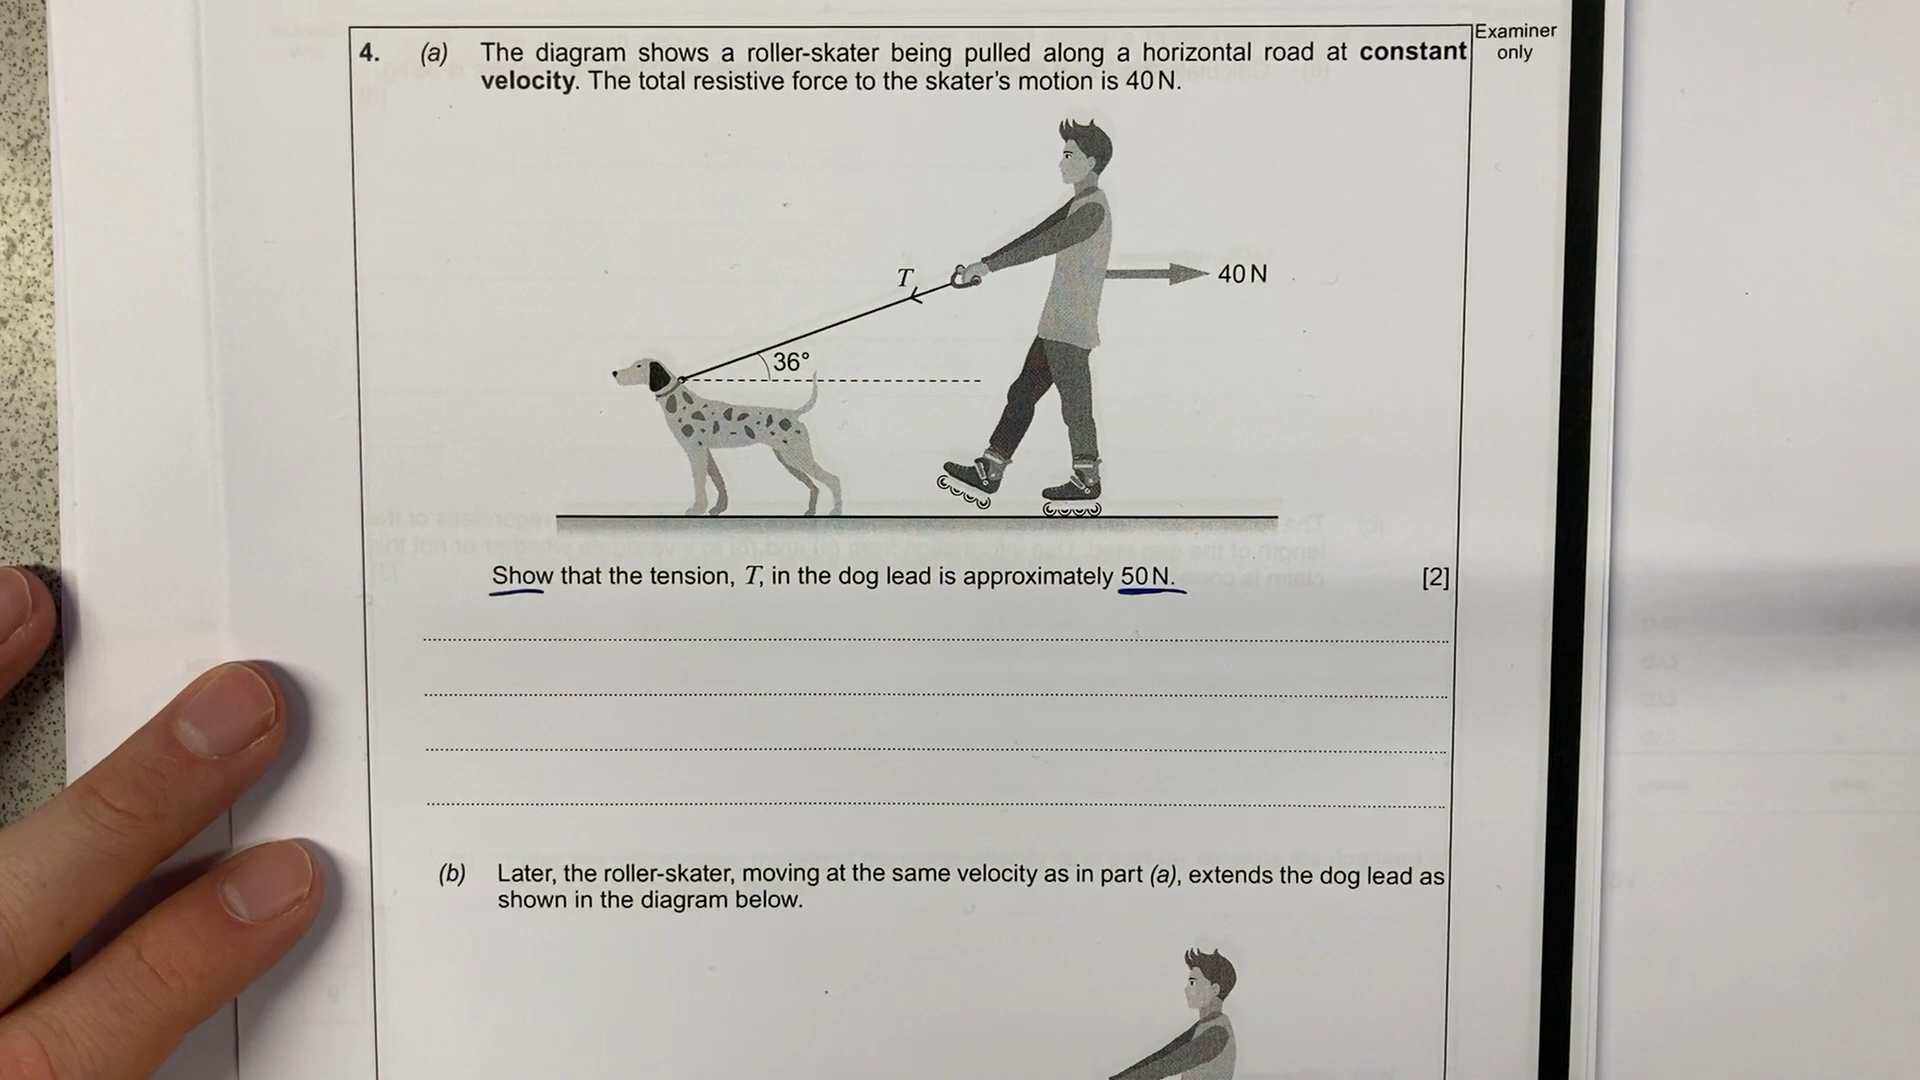 Examiner
only
4. (a) The diagram shows a roller-skater being pulled along a horizontal road at constant
velocity. The total resistive force to the skater's motion is 40 N.
T
40 N
36°
Show that the tension, T, in the dog lead is approximately 50 N. [2]
(b) Later, the roller-skater, moving at the same velocity as in part (a), extends the dog lead as
shown in the diagram below.